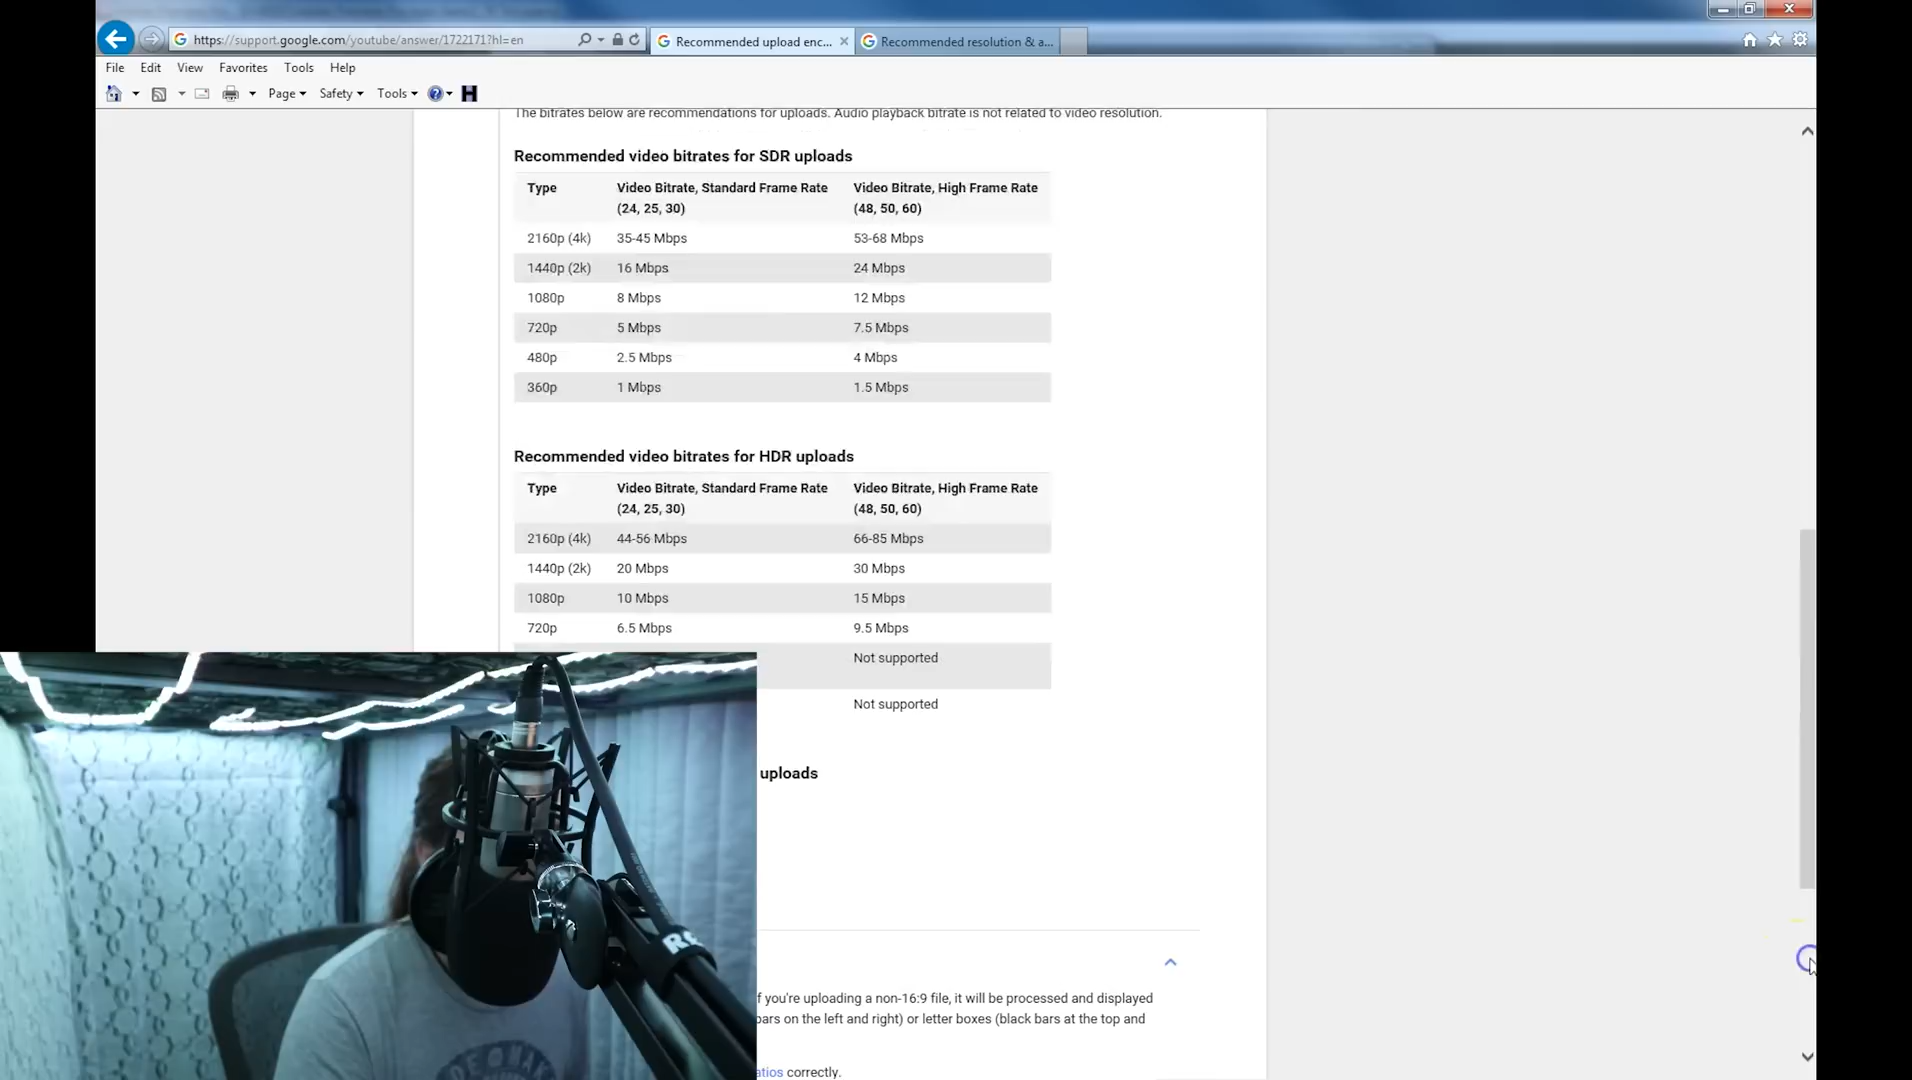 https://support.google.com/youtube/answer/1722171?hl=en
Recommended upload enc...
Recommended resolution & a...
File Edit View Favorites Tools Help
Page Safety Tools
The bitrates below are recommendations for uploads. Audio playback bitrate is not related to video resolution.
Recommended video bitrates for SDR uploads
Type Video Bitrate, Standard Frame Rate (24, 25, 30) Video Bitrate, High Frame Rate (48, 50, 60)
2160p (4k) 35-45 Mbps 53-68 Mbps
1440p (2k) 16 Mbps 24 Mbps
1080p 8 Mbps 12 Mbps
720p 5 Mbps 7.5 Mbps
480p 2.5 Mbps 4 Mbps
360p 1 Mbps 1.5 Mbps
Recommended video bitrates for HDR uploads
Type Video Bitrate, Standard Frame Rate (24, 25, 30) Video Bitrate, High Frame Rate (48, 50, 60)
2160p (4k) 44-56 Mbps 66-85 Mbps
1440p (2k) 20 Mbps 30 Mbps
1080p 10 Mbps 15 Mbps
720p 6.5 Mbps 9.5 Mbps
Not supported
Not supported
uploads
f you're uploading a non-16:9 file, it will be processed and displayed
bars on the left and right) or letter boxes (black bars at the top and
atios correctly.